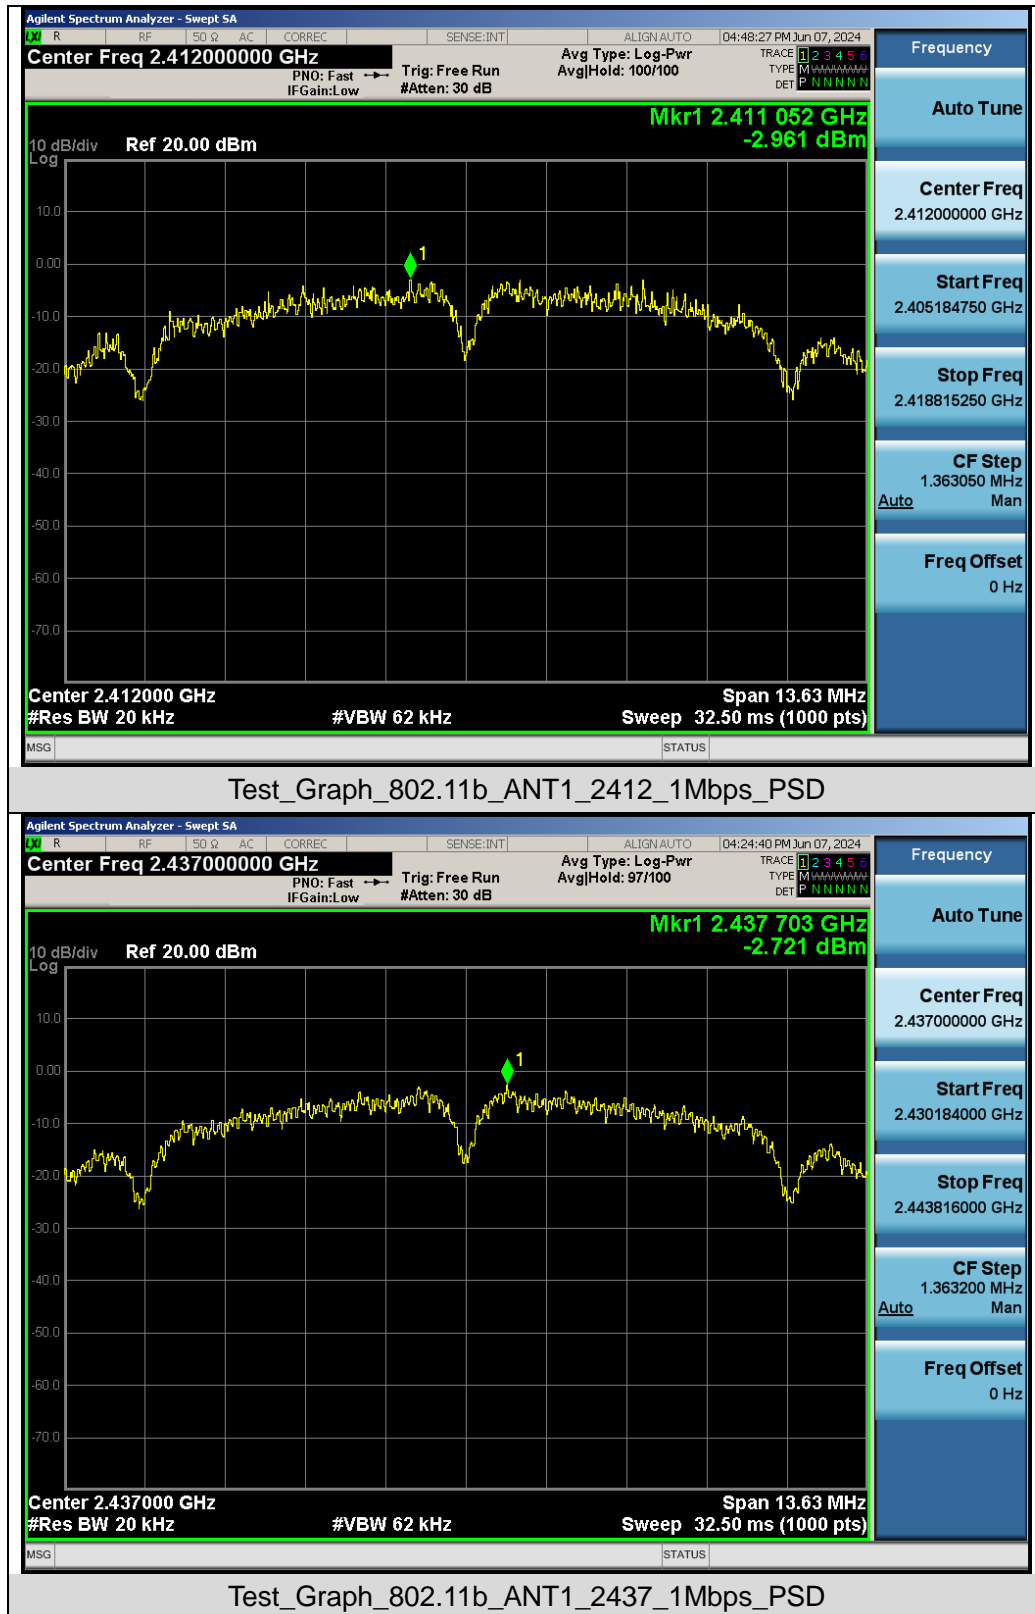 Agilent Spectrum Analyzer - Swept SA
LXI R RF 50 Ω AC CORREC SENSE:INT ALIGN AUTO 04:48:27 PM Jun 07, 2024
Center Freq 2.412000000 GHz
PNO: Fast
IFGain:Low
Trig: Free Run
#Atten: 30 dB
Avg Type: Log-Pwr
Avg|Hold: 100/100
TRACE 1 2 3 4 5 6
TYPE M WWWWW
DET P N N N N N
Mkr1 2.411 052 GHz
-2.961 dBm
10 dB/div Ref 20.00 dBm
Log
10.0
0.00
1
-10.0
-20.0
-30.0
-40.0
-50.0
-60.0
-70.0
Center 2.412000 GHz Span 13.63 MHz
#Res BW 20 kHz #VBW 62 kHz Sweep 32.50 ms (1000 pts)
MSG STATUS
Frequency
Auto Tune
Center Freq
2.412000000 GHz
Start Freq
2.405184750 GHz
Stop Freq
2.418815250 GHz
CF Step
1.363050 MHz
Auto Man
Freq Offset
0 Hz
Test_Graph_802.11b_ANT1_2412_1Mbps_PSD
Agilent Spectrum Analyzer - Swept SA
LXI R RF 50 Ω AC CORREC SENSE:INT ALIGN AUTO 04:24:40 PM Jun 07, 2024
Center Freq 2.437000000 GHz
PNO: Fast
IFGain:Low
Trig: Free Run
#Atten: 30 dB
Avg Type: Log-Pwr
Avg|Hold: 97/100
TRACE 1 2 3 4 5 6
TYPE M WWWWW
DET P N N N N N
Mkr1 2.437 703 GHz
-2.721 dBm
10 dB/div Ref 20.00 dBm
Log
10.0
0.00
1
-10.0
-20.0
-30.0
-40.0
-50.0
-60.0
-70.0
Center 2.437000 GHz Span 13.63 MHz
#Res BW 20 kHz #VBW 62 kHz Sweep 32.50 ms (1000 pts)
MSG STATUS
Frequency
Auto Tune
Center Freq
2.437000000 GHz
Start Freq
2.430184000 GHz
Stop Freq
2.443816000 GHz
CF Step
1.363200 MHz
Auto Man
Freq Offset
0 Hz
Test_Graph_802.11b_ANT1_2437_1Mbps_PSD